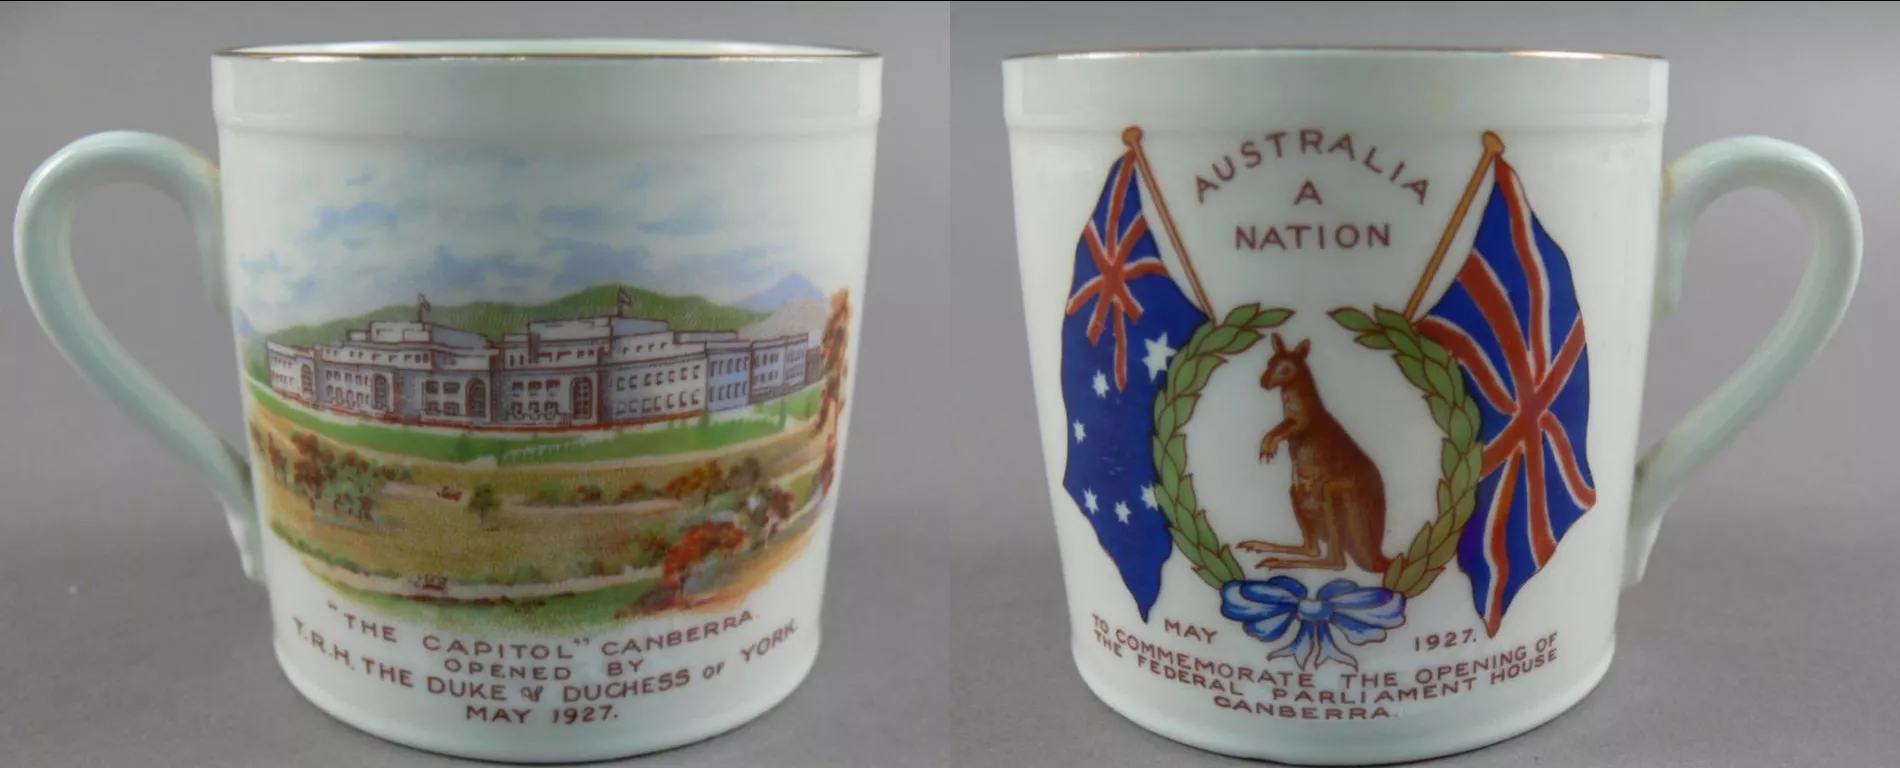 "THE CAPITOL" CANBERRA.
OPENED BY
T.R.H. THE DUKE & DUCHESS OF YORK.
MAY 1927.
AUSTRALIA
A
NATION
MAY 1927.
TO COMMEMORATE THE OPENING OF
THE FEDERAL PARLIAMENT HOUSE
CANBERRA.